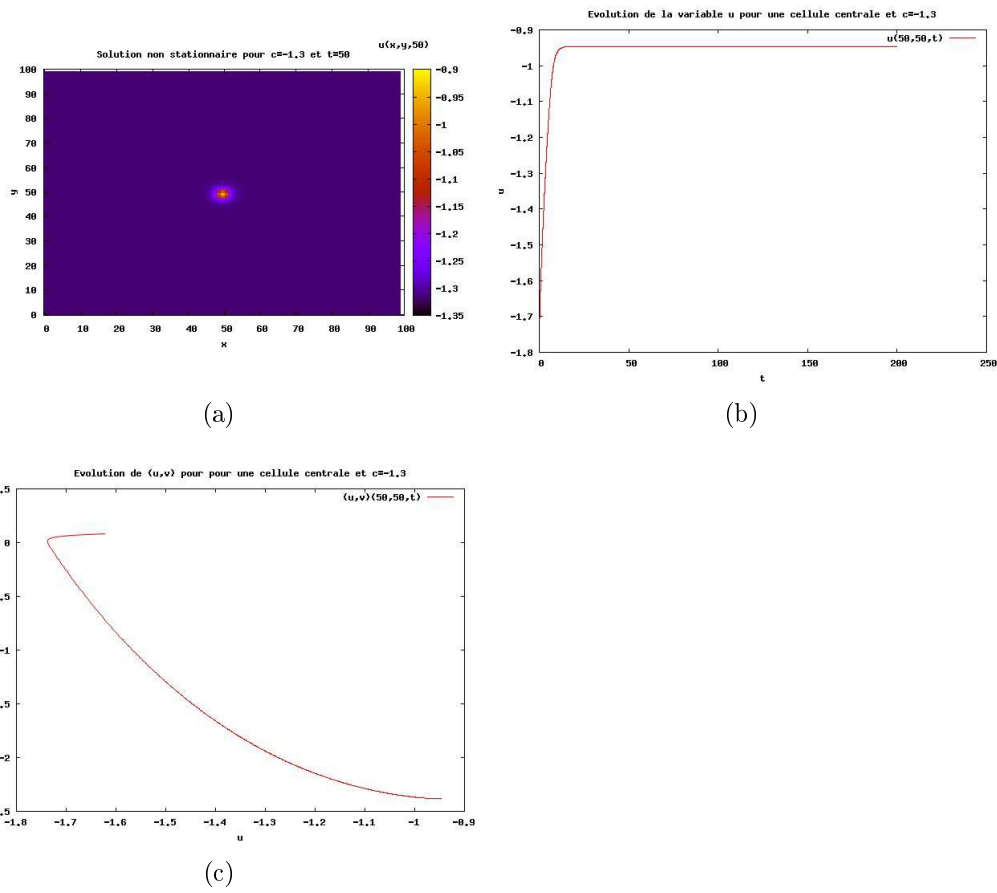 u(x,y,50)
Solution non stationnaire pour c=-1.3 et t=50
100
90
80
70
60
50
40
30
20
10
0
y
0 10 20 30 40 50 60 70 80 90 100
x
-0.9
-0.95
-1
-1.05
-1.1
-1.15
-1.2
-1.25
-1.3
-1.35
(a)
Evolution de la variable u pour une cellule centrale et c=-1.3
u(50,50,t)
-0.9
-1
-1.1
-1.2
-1.3
-1.4
-1.5
-1.6
-1.7
-1.8
u
0 50 100 150 200 250
t
(b)
Evolution de (u,v) pour pour une cellule centrale et c=-1.3
(u,v)(50,50,t)
.5
0
.5
-1
.5
-2
.5
-1.8 -1.7 -1.6 -1.5 -1.4 -1.3 -1.2 -1.1 -1 -0.9
u
(c)